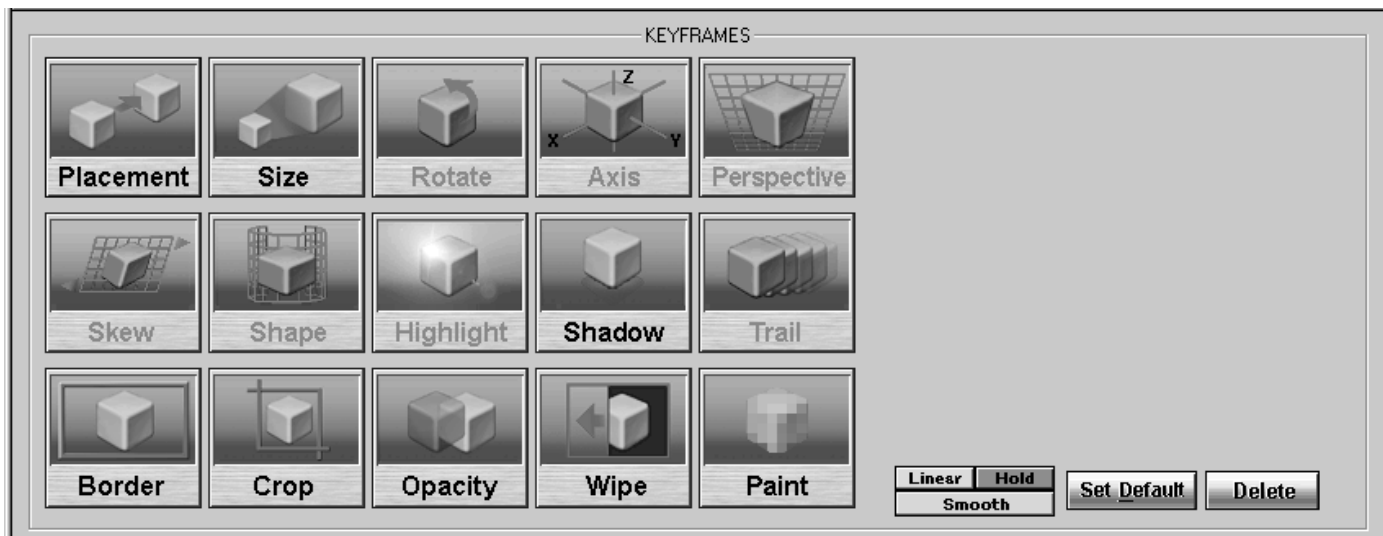 KEYFRAMES
Z
X Y
Placement Size Rotate Axis Perspective
Skew Shape Highlight Shadow Trail
Border Crop Opacity Wipe Paint
Linear Hold
Smooth
Set Default Delete